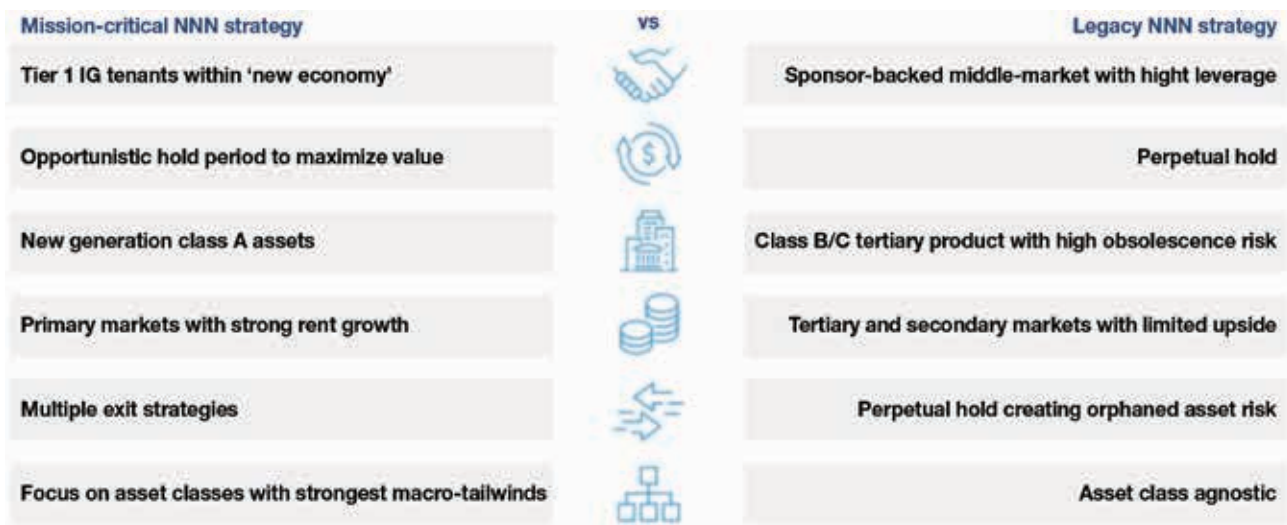 Mission-critical NNN strategy vs Legacy NNN strategy
Tier 1 IG tenants within ‘new economy’ Sponsor-backed middle-market with hight leverage
Opportunistic hold period to maximize value $ Perpetual hold
New generation class A assets Class B/C tertiary product with high obsolescence risk
Primary markets with strong rent growth Tertiary and secondary markets with limited upside
Multiple exit strategies Perpetual hold creating orphaned asset risk
Focus on asset classes with strongest macro-tailwinds Asset class agnostic